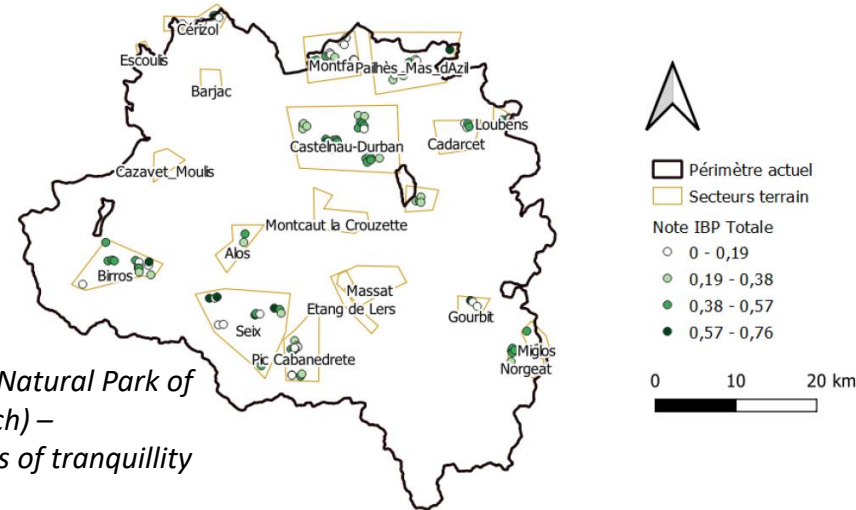 Cérizol
Escoulis
Barjac
Montfa
Pailhès_Mas_dAzil
Castelnau-Durban
Cadarcet
Loubens
Cazavet_Moulis
Montcaut la Crouzette
Alos
Birros
Massat
Etang de Lers
Seix
Gourbit
Pic Cabanedrete
Miglos
Norgeat
Natural Park of
ch) –
s of tranquillity
Périmètre actuel
Secteurs terrain
Note IBP Totale
0 - 0,19
0,19 - 0,38
0,38 - 0,57
0,57 - 0,76
0 10 20 km